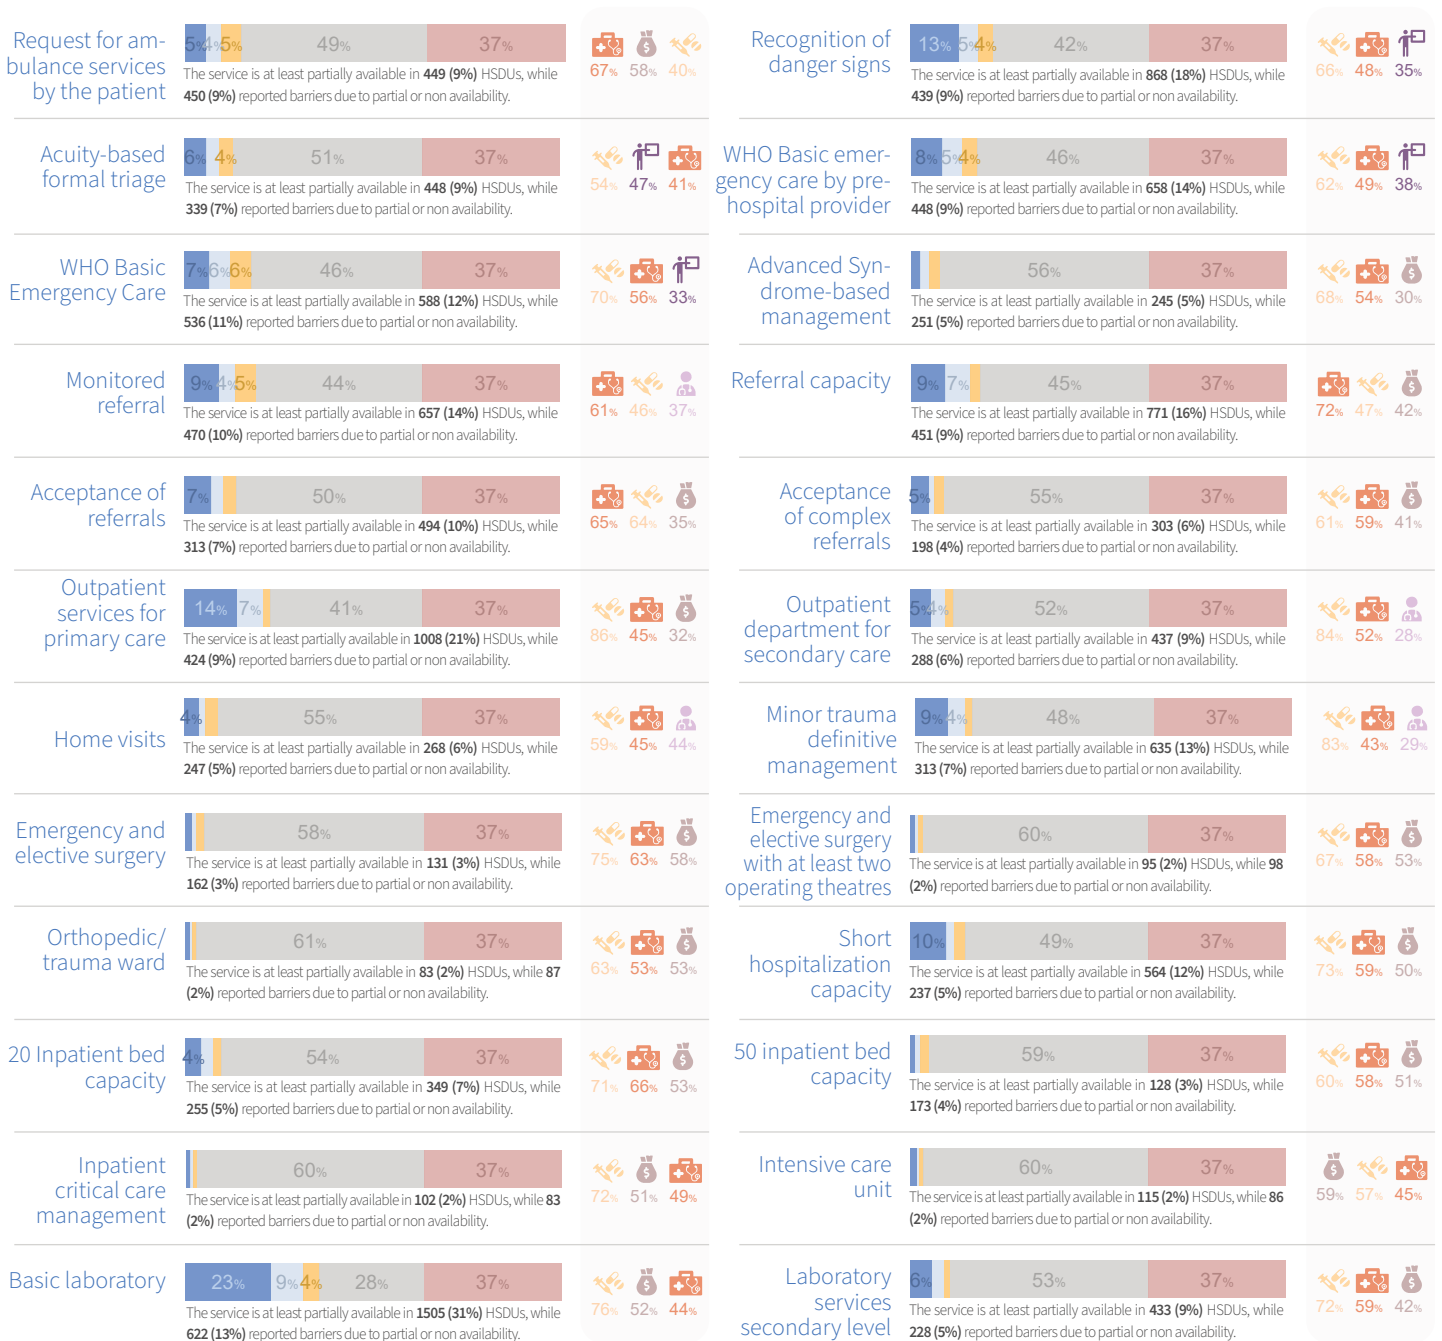 Request for am-
bulance services
by the patient
5% 4% 5% 49% 37%
The service is at least partially available in 449 (9%) HSDUs, while
450 (9%) reported barriers due to partial or non availability.
67% 58% 40%
Recognition of
danger signs
13% 5% 4% 42% 37%
The service is at least partially available in 868 (18%) HSDUs, while
439 (9%) reported barriers due to partial or non availability.
66% 48% 35%
Acuity-based
formal triage
6% 4% 51% 37%
The service is at least partially available in 448 (9%) HSDUs, while
339 (7%) reported barriers due to partial or non availability.
54% 47% 41%
WHO Basic emer-
gency care by pre-
hospital provider
8% 5% 4% 46% 37%
The service is at least partially available in 658 (14%) HSDUs, while
448 (9%) reported barriers due to partial or non availability.
62% 49% 38%
WHO Basic
Emergency Care
7% 6% 6% 46% 37%
The service is at least partially available in 588 (12%) HSDUs, while
536 (11%) reported barriers due to partial or non availability.
70% 56% 33%
Advanced Syn-
drome-based
management
56% 37%
The service is at least partially available in 245 (5%) HSDUs, while
251 (5%) reported barriers due to partial or non availability.
68% 54% 30%
Monitored
referral
9% 4% 5% 44% 37%
The service is at least partially available in 657 (14%) HSDUs, while
470 (10%) reported barriers due to partial or non availability.
61% 46% 37%
Referral capacity
9% 7% 45% 37%
The service is at least partially available in 771 (16%) HSDUs, while
451 (9%) reported barriers due to partial or non availability.
72% 47% 42%
Acceptance of
referrals
7% 50% 37%
The service is at least partially available in 494 (10%) HSDUs, while
313 (7%) reported barriers due to partial or non availability.
65% 64% 35%
Acceptance
of complex
referrals
5% 55% 37%
The service is at least partially available in 303 (6%) HSDUs, while
198 (4%) reported barriers due to partial or non availability.
61% 59% 41%
Outpatient
services for
primary care
14% 7% 41% 37%
The service is at least partially available in 1008 (21%) HSDUs, while
424 (9%) reported barriers due to partial or non availability.
86% 45% 32%
Outpatient
department for
secondary care
5% 4% 52% 37%
The service is at least partially available in 437 (9%) HSDUs, while
288 (6%) reported barriers due to partial or non availability.
84% 52% 28%
Home visits
4% 55% 37%
The service is at least partially available in 268 (6%) HSDUs, while
247 (5%) reported barriers due to partial or non availability.
59% 45% 44%
Minor trauma
definitive
management
9% 4% 48% 37%
The service is at least partially available in 635 (13%) HSDUs, while
313 (7%) reported barriers due to partial or non availability.
83% 43% 29%
Emergency and
elective surgery
58% 37%
The service is at least partially available in 131 (3%) HSDUs, while
162 (3%) reported barriers due to partial or non availability.
75% 63% 58%
Emergency and
elective surgery
with at least two
operating theatres
60% 37%
The service is at least partially available in 95 (2%) HSDUs, while 98
(2%) reported barriers due to partial or non availability.
67% 58% 53%
Orthopedic/
trauma ward
61% 37%
The service is at least partially available in 83 (2%) HSDUs, while 87
(2%) reported barriers due to partial or non availability.
63% 53% 53%
Short
hospitalization
capacity
10% 49% 37%
The service is at least partially available in 564 (12%) HSDUs, while
237 (5%) reported barriers due to partial or non availability.
73% 59% 50%
20 Inpatient bed
capacity
4% 54% 37%
The service is at least partially available in 349 (7%) HSDUs, while
255 (5%) reported barriers due to partial or non availability.
71% 66% 53%
50 inpatient bed
capacity
59% 37%
The service is at least partially available in 128 (3%) HSDUs, while
173 (4%) reported barriers due to partial or non availability.
60% 58% 51%
Inpatient
critical care
management
60% 37%
The service is at least partially available in 102 (2%) HSDUs, while 83
(2%) reported barriers due to partial or non availability.
72% 51% 49%
Intensive care
unit
60% 37%
The service is at least partially available in 115 (2%) HSDUs, while 86
(2%) reported barriers due to partial or non availability.
59% 57% 45%
Basic laboratory
23% 9% 4% 28% 37%
The service is at least partially available in 1505 (31%) HSDUs, while
622 (13%) reported barriers due to partial or non availability.
76% 52% 44%
Laboratory
services
secondary level
6% 53% 37%
The service is at least partially available in 433 (9%) HSDUs, while
228 (5%) reported barriers due to partial or non availability.
72% 59% 42%